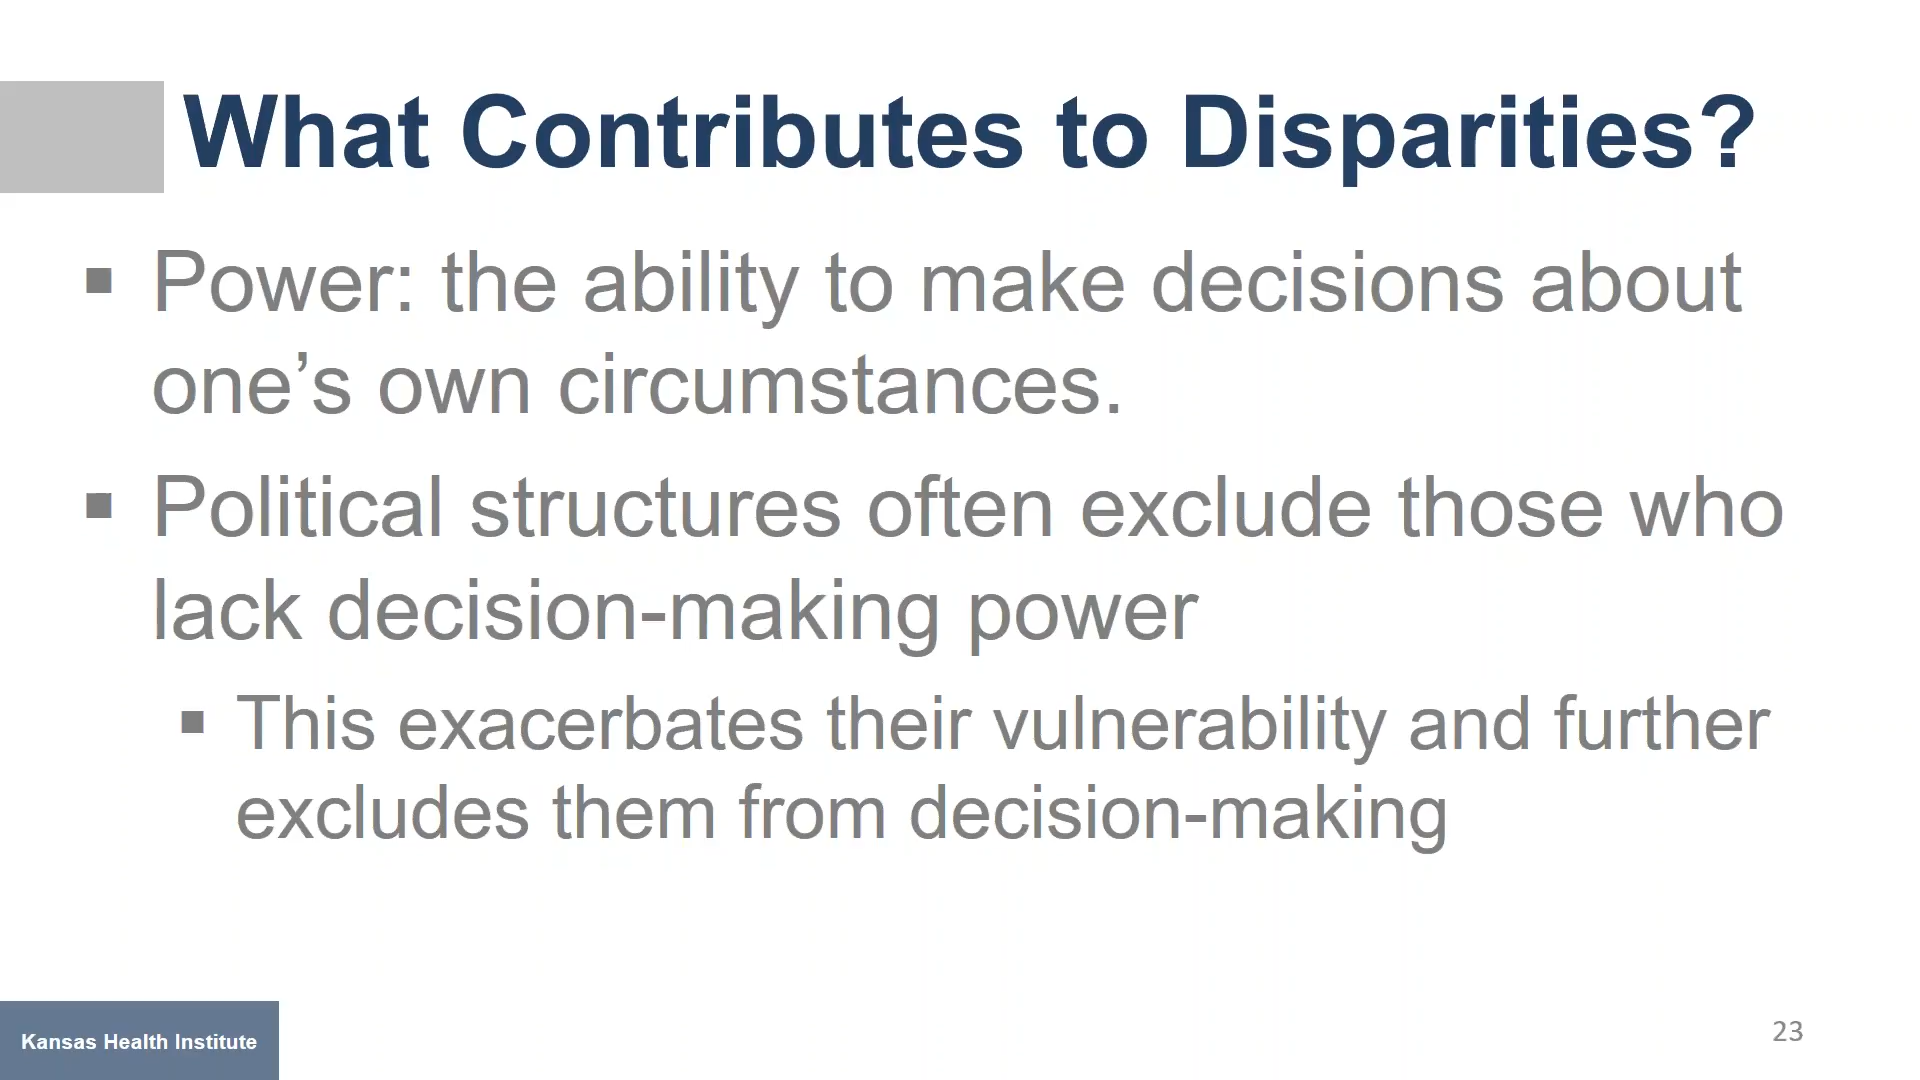 What Contributes to Disparities?
▪ Power: the ability to make decisions about
one’s own circumstances.
▪ Political structures often exclude those who
lack decision-making power
▪ This exacerbates their vulnerability and further
excludes them from decision-making
Kansas Health Institute
23